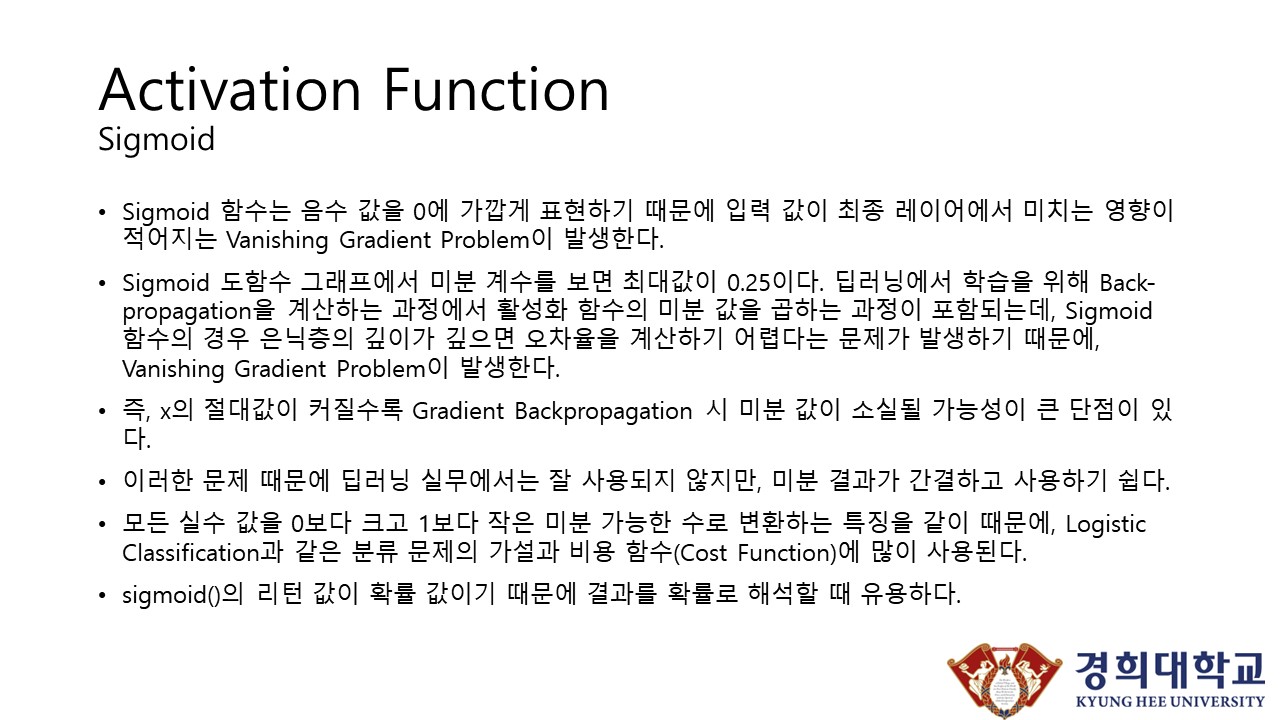 Activation Function
Sigmoid
• Sigmoid 함수는 음수 값을 0에 가깝게 표현하기 때문에 입력 값이 최종 레이어에서 미치는 영향이
적어지는 Vanishing Gradient Problem이 발생한다.
• Sigmoid 도함수 그래프에서 미분 계수를 보면 최대값이 0.25이다. 딥러닝에서 학습을 위해 Back-
propagation을 계산하는 과정에서 활성화 함수의 미분 값을 곱하는 과정이 포함되는데, Sigmoid
함수의 경우 은닉층의 깊이가 깊으면 오차율을 계산하기 어렵다는 문제가 발생하기 때문에,
Vanishing Gradient Problem이 발생한다.
• 즉, x의 절대값이 커질수록 Gradient Backpropagation 시 미분 값이 소실될 가능성이 큰 단점이 있
다.
• 이러한 문제 때문에 딥러닝 실무에서는 잘 사용되지 않지만, 미분 결과가 간결하고 사용하기 쉽다.
• 모든 실수 값을 0보다 크고 1보다 작은 미분 가능한 수로 변환하는 특징을 같이 때문에, Logistic
Classification과 같은 분류 문제의 가설과 비용 함수(Cost Function)에 많이 사용된다.
• sigmoid()의 리턴 값이 확률 값이기 때문에 결과를 확률로 해석할 때 유용하다.
경희대학교
KYUNG HEE UNIVERSITY